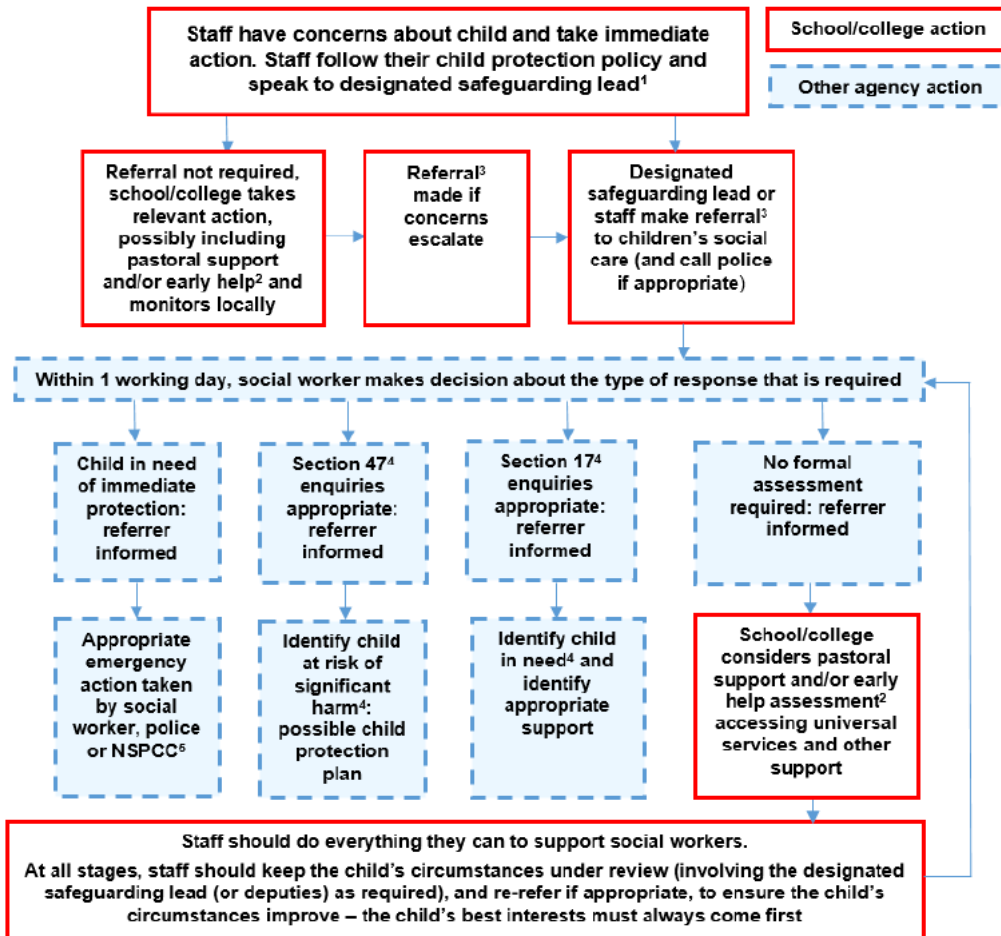 Staff have concerns about child and take immediate
action. Staff follow their child protection policy and
speak to designated safeguarding lead¹
School/college action
Other agency action
Referral not required,
school/college takes
relevant action,
possibly including
pastoral support
and/or early help² and
monitors locally
Referral³
made if
concerns
escalate
Designated
safeguarding lead or
staff make referral³
to children's social
care (and call police
if appropriate)
Within 1 working day, social worker makes decision about the type of response that is required
Child in need
of immediate
protection:
referrer
informed
Section 47⁴
enquiries
appropriate:
referrer
informed
Section 17⁴
enquiries
appropriate:
referrer
informed
No formal
assessment
required: referrer
informed
Appropriate
emergency
action taken
by social
worker, police
or NSPCC⁵
Identify child
at risk of
significant
harm⁴:
possible child
protection
plan
Identify child
in need⁴ and
identify
appropriate
support
School/college
considers pastoral
support and/or early
help assessment²
accessing universal
services and other
support
Staff should do everything they can to support social workers.
At all stages, staff should keep the child's circumstances under review (involving the designated
safeguarding lead (or deputies) as required), and re-refer if appropriate, to ensure the child's
circumstances improve – the child's best interests must always come first